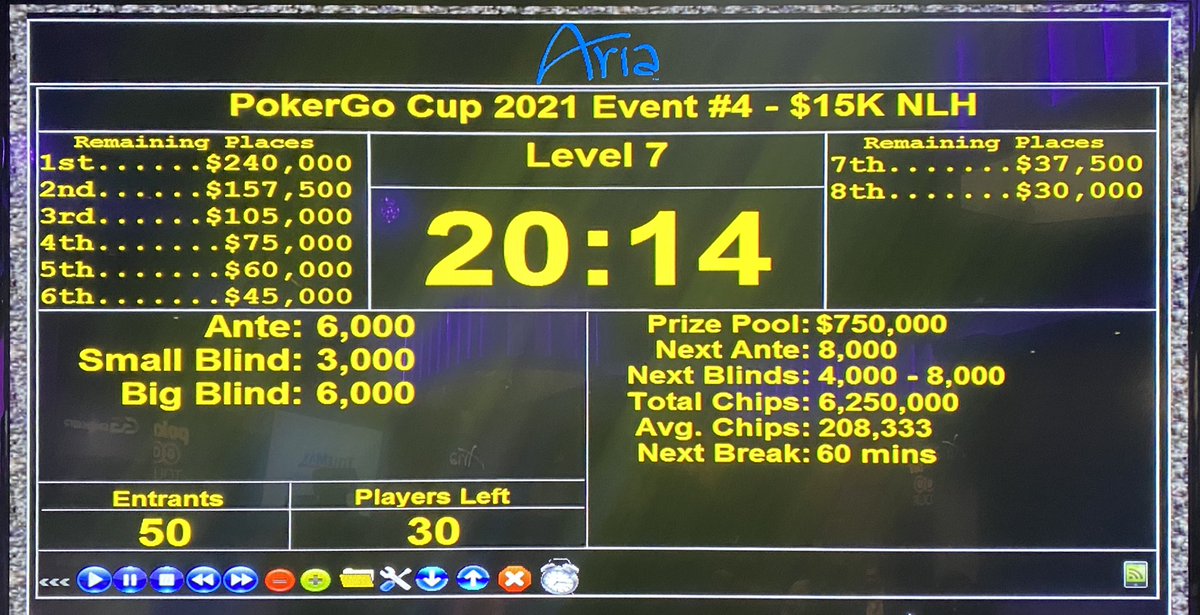 Aria
PokerGo Cup 2021 Event #4 - $15K NLH
Remaining Places
1st......$240,000
2nd......$157,500
3rd......$105,000
4th.......$75,000
5th.......$60,000
6th.......$45,000
Level 7
20:14
Remaining Places
7th.......$37,500
8th.......$30,000
Ante: 6,000
Small Blind: 3,000
Big Blind: 6,000
Prize Pool: $750,000
Next Ante: 8,000
Next Blinds: 4,000 - 8,000
Total Chips: 6,250,000
Avg. Chips: 208,333
Next Break: 60 mins
Entrants
50
Players Left
30
<<<